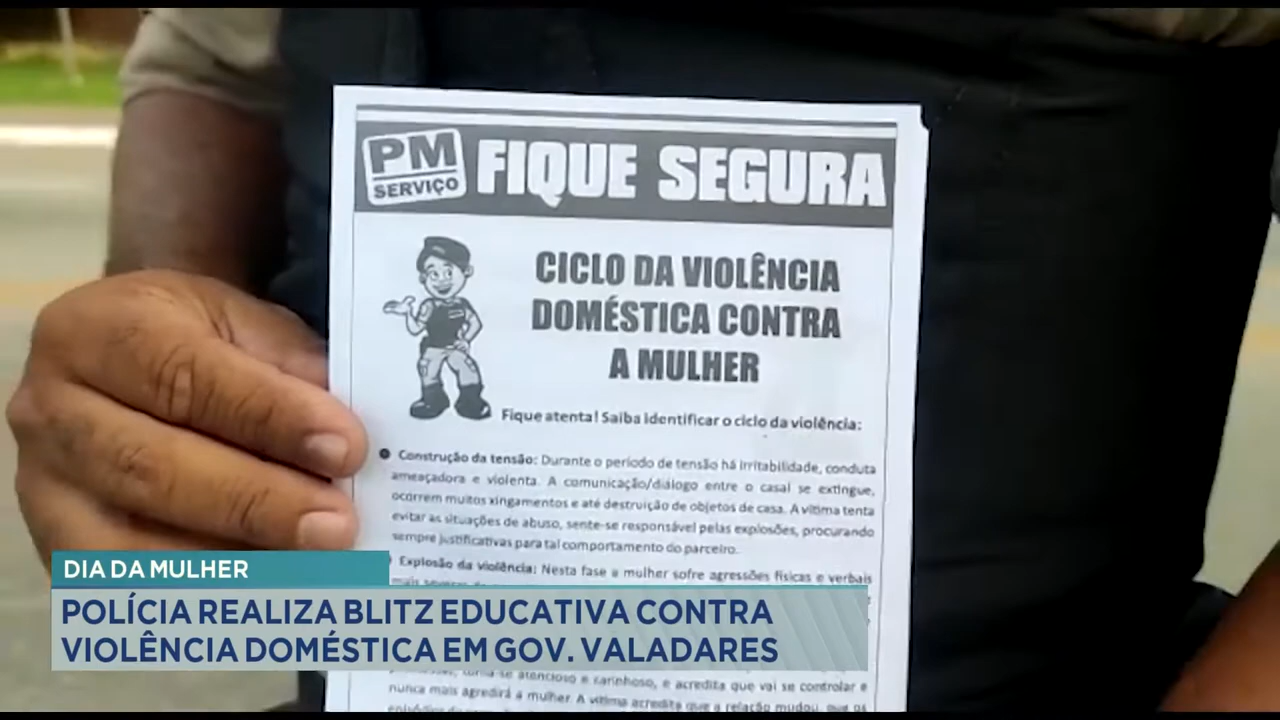 PM
SERVIÇO
FIQUE SEGURA
CICLO DA VIOLÊNCIA
DOMÉSTICA CONTRA
A MULHER
Fique atenta! Saiba identificar o ciclo da violência:
Construção da tensão: Durante o período de tensão há irritabilidade, conduta
ameaçadora e violenta. A comunicação/diálogo entre o casal se extingue,
ocorrem muitos xingamentos e até destruição de objetos de casa. A vítima tenta
evitar as situações de abuso, sente-se responsável pelas explosões, procurando
sempre justificativas para tal comportamento do parceiro.
Explosão da violência: Nesta fase a mulher sofre agressões físicas e verbais
DIA DA MULHER
POLÍCIA REALIZA BLITZ EDUCATIVA CONTRA
VIOLÊNCIA DOMÉSTICA EM GOV. VALADARES
torna-se atencioso e carinhoso, e acredita que vai se controlar e
nunca mais agredirá a mulher. A vítima acredita que a relação mudou, que os